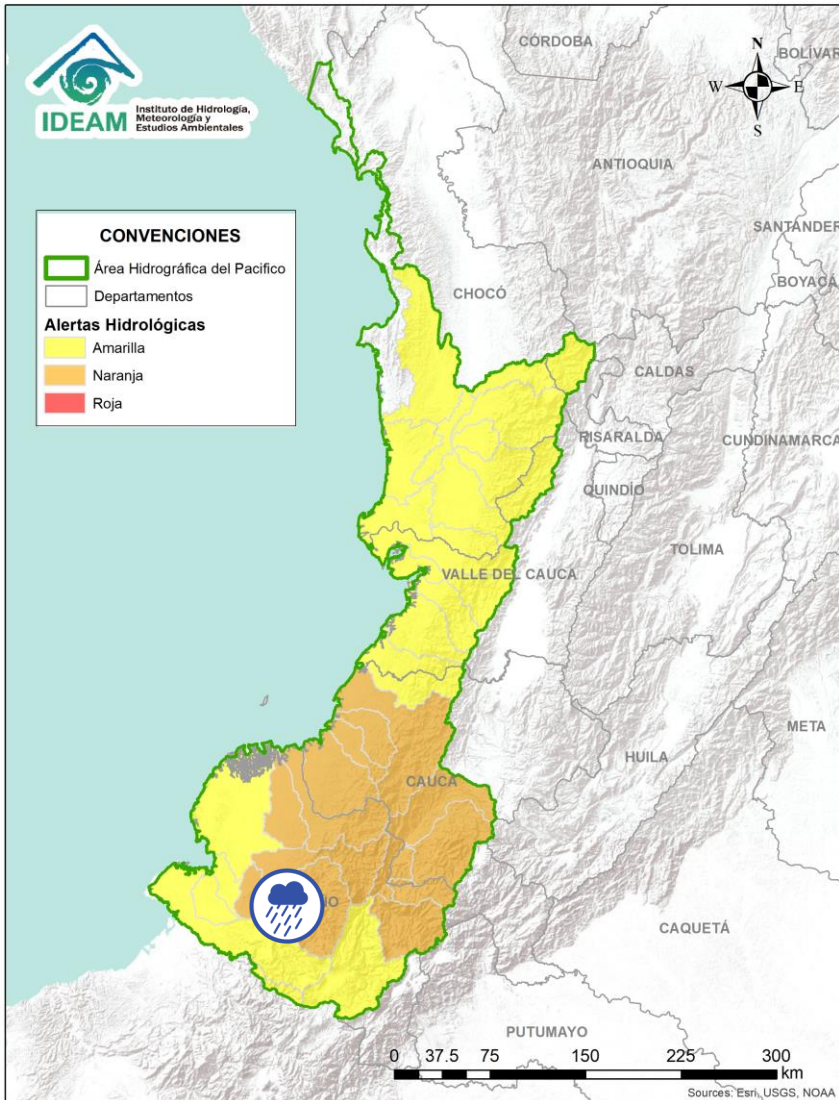 CÓRDOBA
BOLÍVAR
N
W
E
S
IDEAM
Instituto de Hidrología,
Meteorología y
Estudios Ambientales
ANTIOQUIA
SANTANDER
BOYACÁ
CONVENCIONES
Área Hidrográfica del Pacifico
Departamentos
Alertas Hidrológicas
Amarilla
Naranja
Roja
CHOCÓ
CALDAS
RISARALDA
CUNDINAMARCA
QUINDÍO
TOLIMA
VALLE DEL CAUCA
META
HUILA
CAUCA
CAQUETÁ
PUTUMAYO
0 37.5 75 150 225 300
km
Sources: Esri, USGS, NOAA